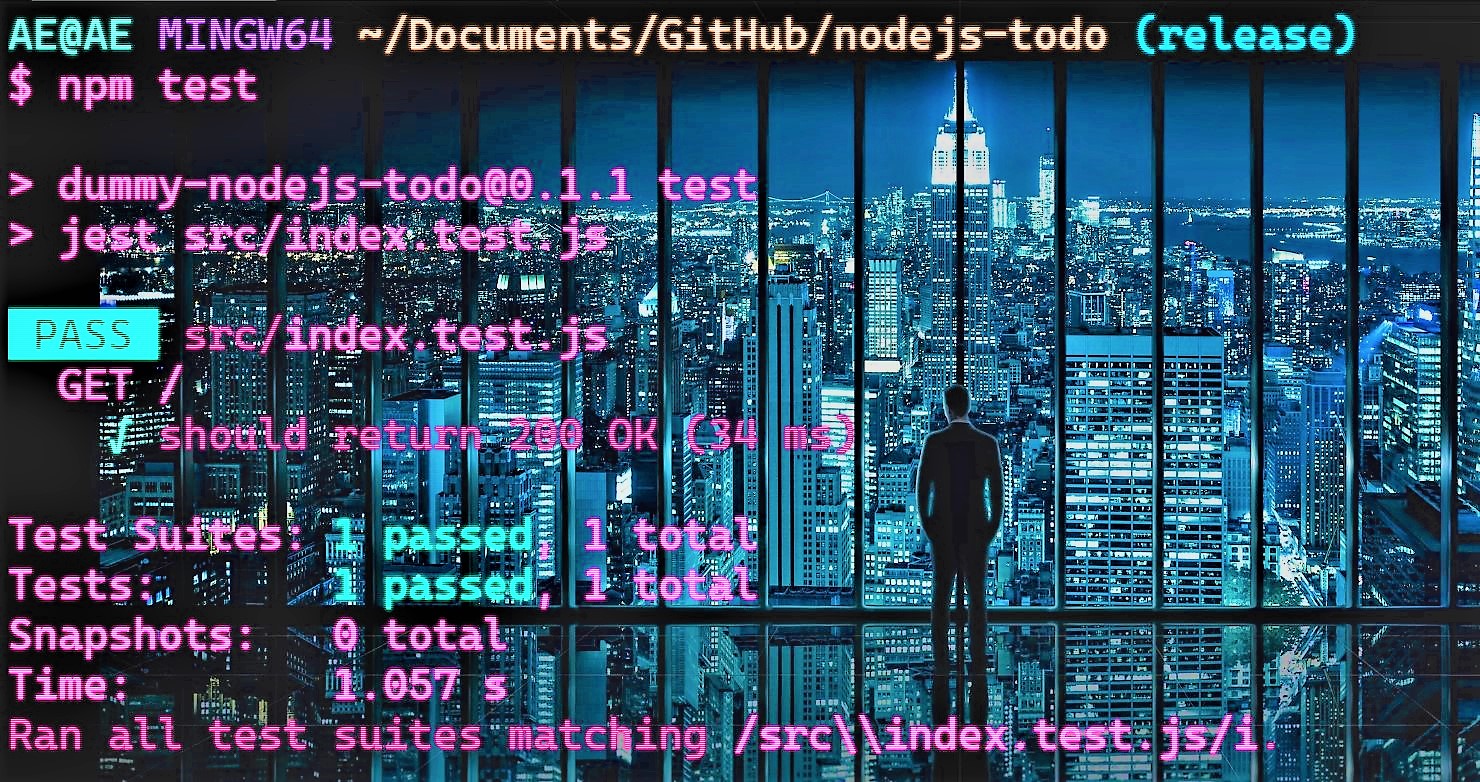 AE@AE MINGW64 ~/Documents/GitHub/nodejs-todo (release)
$ npm test
> dummy-nodejs-todo@0.1.1 test
> jest src/index.test.js
PASS src/index.test.js
GET /
√ should return 200 OK (34 ms)
Test Suites: 1 passed, 1 total
Tests: 1 passed, 1 total
Snapshots: 0 total
Time: 1.057 s
Ran all test suites matching /src\\index.test.js/i.